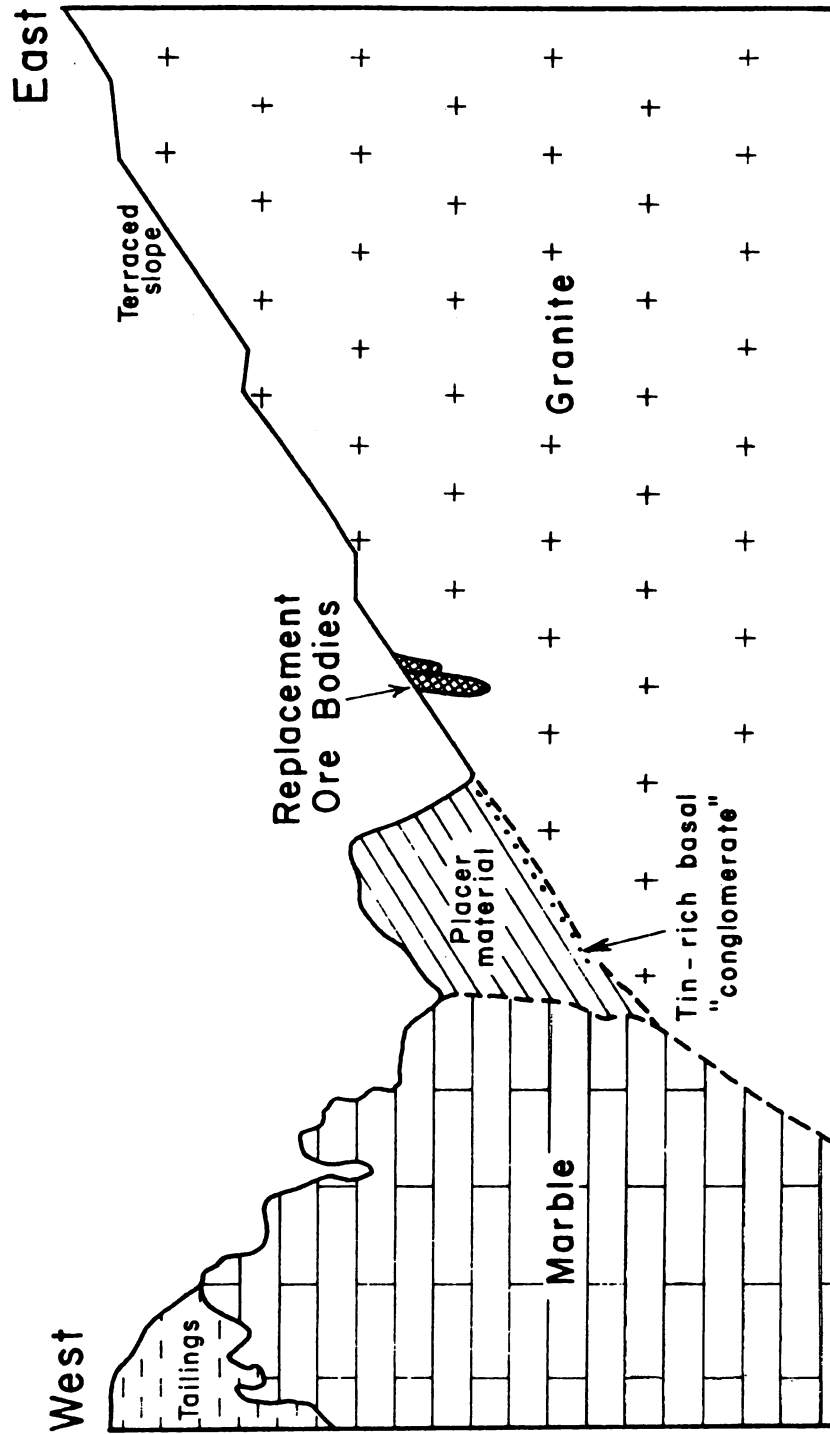 West
East
Tailings
Terraced
slope
Replacement
Ore Bodies
Placer
material
Marble
Granite
Tin-rich basal
"conglomerate"